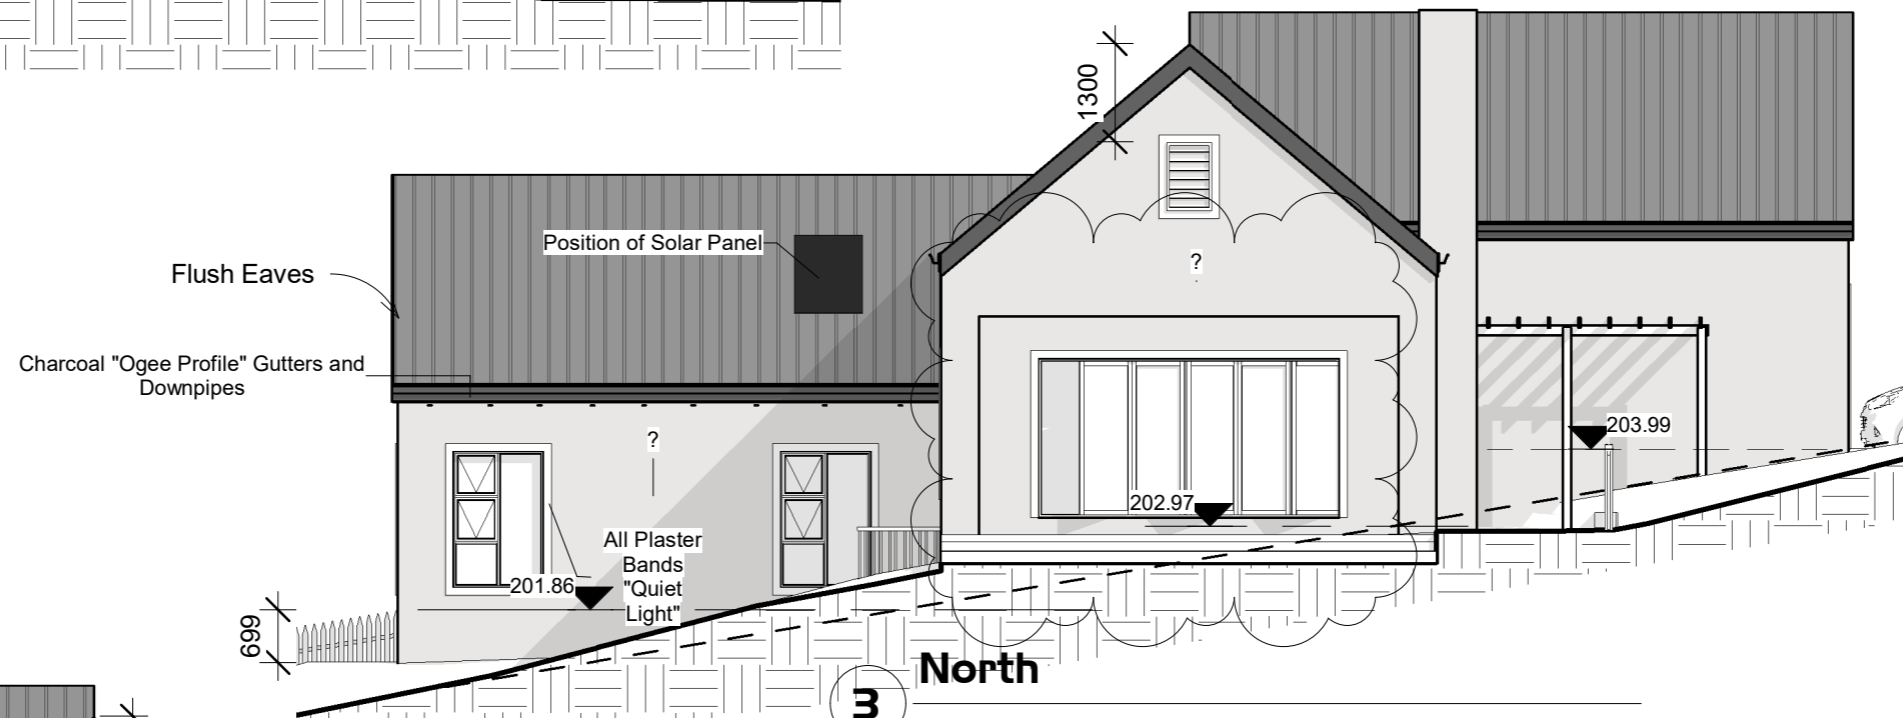 1300
Position of Solar Panel
Flush Eaves
?
Charcoal "Ogee Profile" Gutters and
Downpipes
?
203.99
202.97
All Plaster
Bands
"Quiet
Light"
201.86
699
North
3